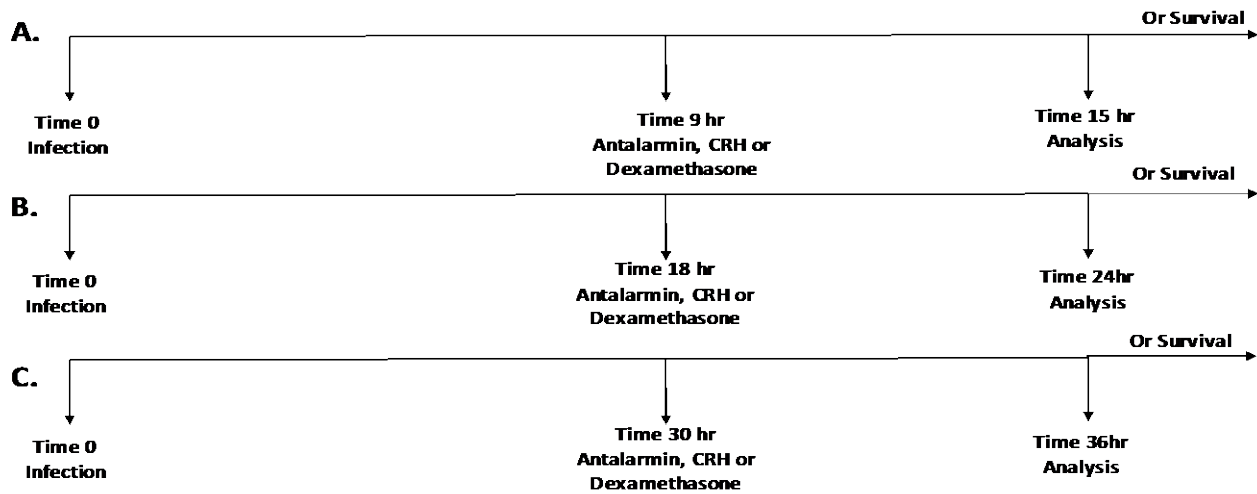 A.
Or Survival
Time 0
Infection
Time 9 hr
Antalarmin, CRH or
Dexamethasone
Time 15 hr
Analysis
B.
Or Survival
Time 0
Infection
Time 18 hr
Antalarmin, CRH or
Dexamethasone
Time 24hr
Analysis
C.
Or Survival
Time 0
Infection
Time 30 hr
Antalarmin, CRH or
Dexamethasone
Time 36hr
Analysis